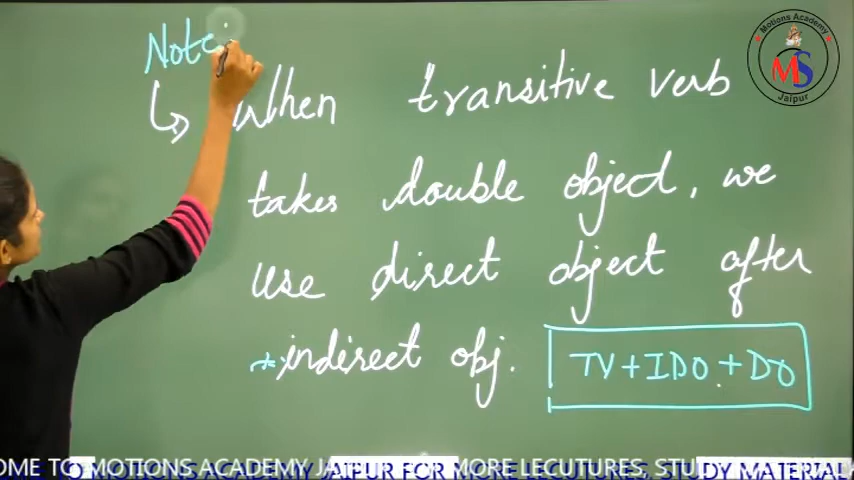 Note:
When transitive verb
takes double object, we
use direct object after
indirect obj. TV + IDO + DO
Motions Academy
MS
Jaipur
OME TO MOTIONS ACADEMY JAIPUR FOR MORE LECUTURES, STUDY MATERIAL